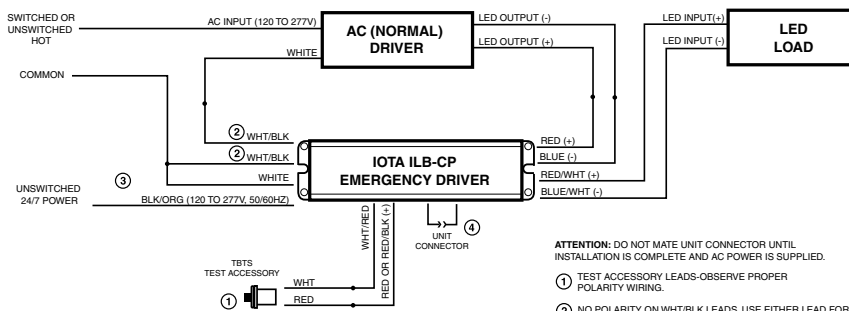 SWITCHED OR
UNSWITCHED
HOT
AC INPUT (120 TO 277V)
AC (NORMAL)
DRIVER
LED OUTPUT (-)
LED OUTPUT (+)
LED INPUT(+)
LED INPUT (-)
LED
LOAD
WHITE
COMMON
2 WHT/BLK
2 WHT/BLK
WHITE
3
UNSWITCHED
24/7 POWER
BLK/ORG (120 TO 277V, 50/60HZ)
IOTA ILB-CP
EMERGENCY DRIVER
RED (+)
BLUE (-)
RED/WHT (+)
BLUE/WHT (-)
WHT/RED
RED OR RED/BLK (+)
UNIT
CONNECTOR
4
TBTS
TEST ACCESSORY
1
WHT
RED
ATTENTION: DO NOT MATE UNIT CONNECTOR UNTIL
INSTALLATION IS COMPLETE AND AC POWER IS SUPPLIED.
1 TEST ACCESSORY LEADS-OBSERVE PROPER
POLARITY WIRING.
2 NO POLARITY ON WHT/BLK LEADS. USE EITHER LEAD FOR